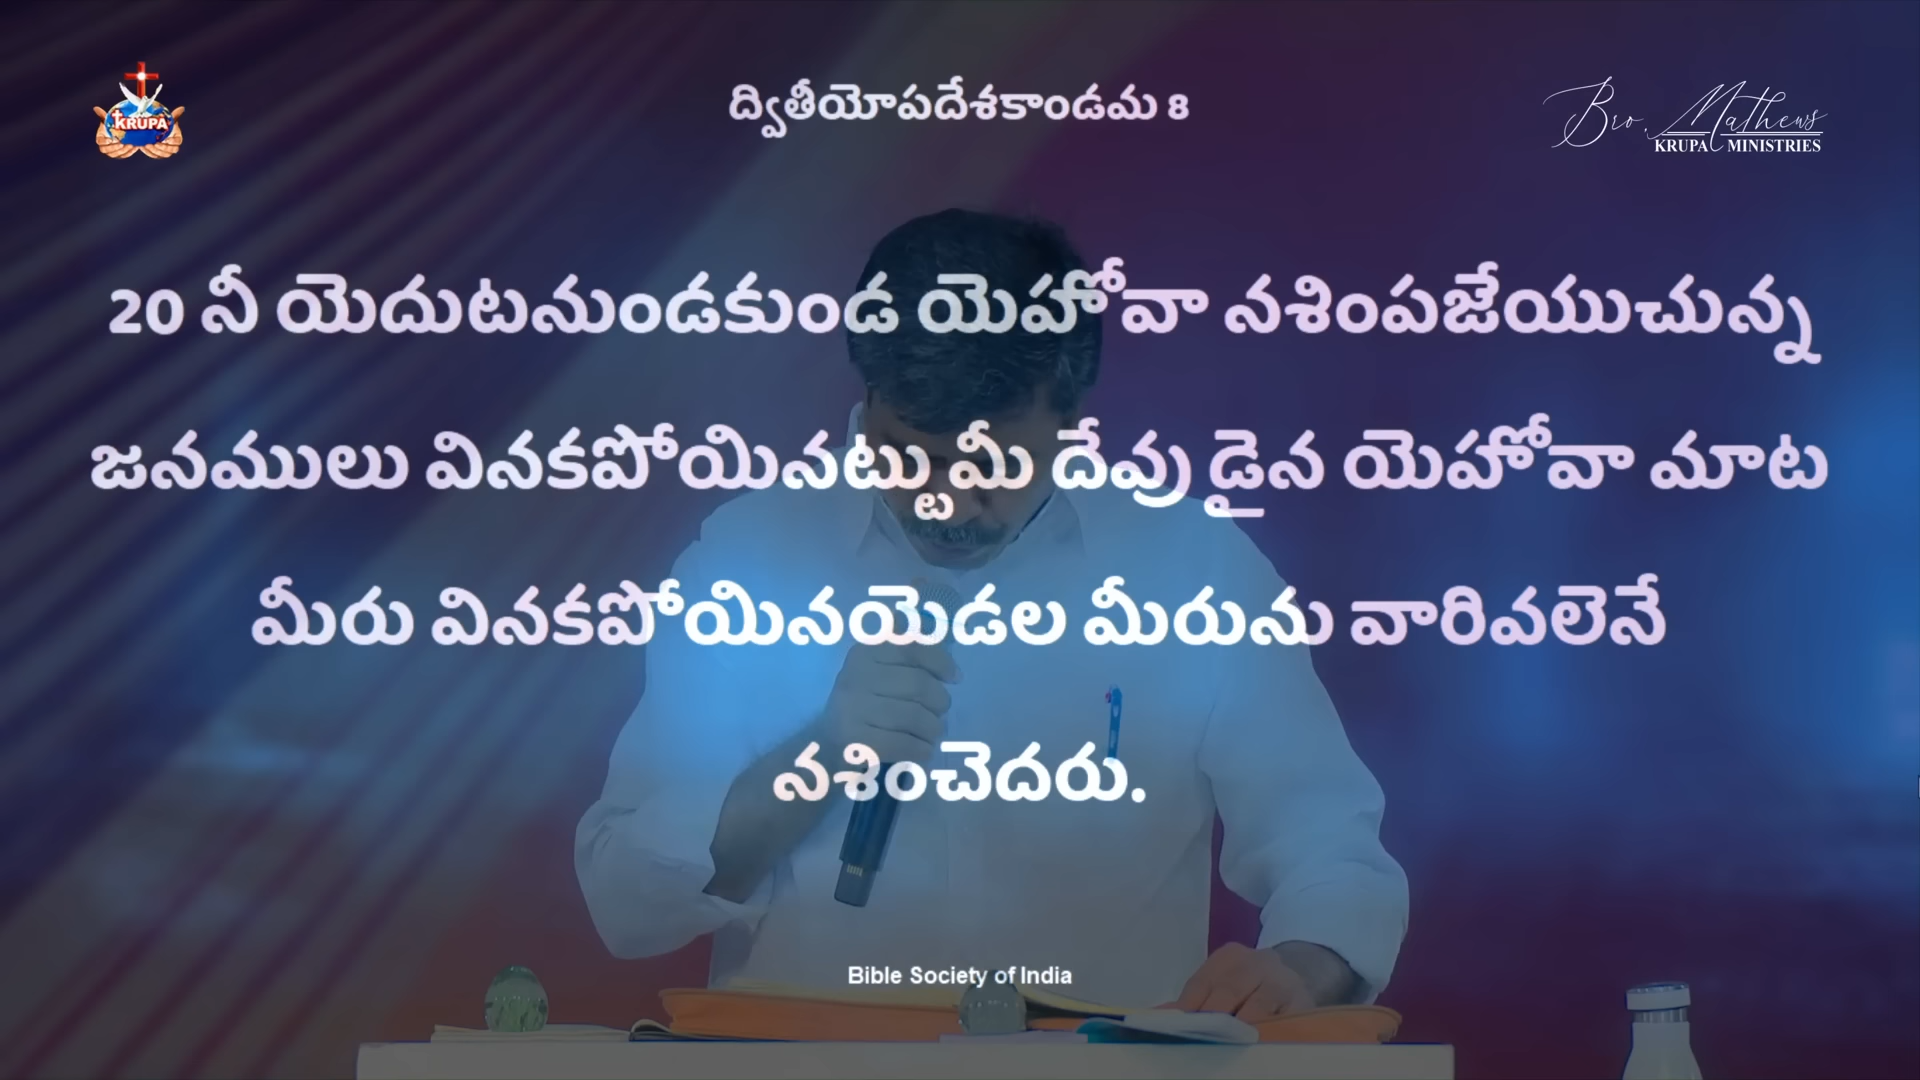 KRUPA
ద్వితీయోపదేశకాండమ 8
Bro. Mathews
KRUPA MINISTRIES
20 నీ యెదుటనుండకుండ యెహోవా నశింపజేయుచున్న
జనములు వినకపోయినట్టుమీ దేవు డైన యెహోవా మాట
మీరు వినకపోయినయెడల మీరును వారివలెనే
నశించెదరు.
Bible Society of India